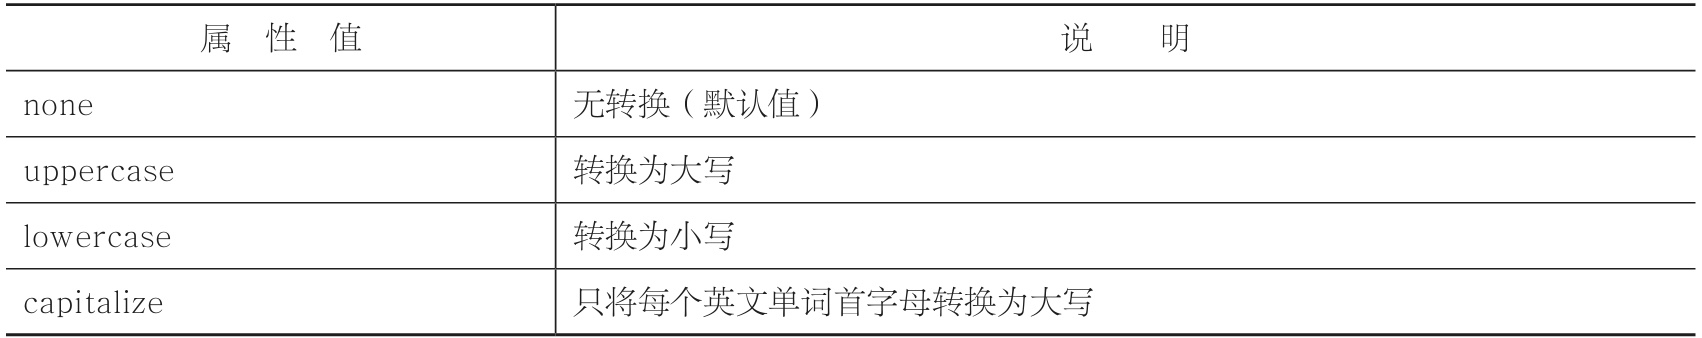 属 性 值 说 明
none 无转换（默认值）
uppercase 转换为大写
lowercase 转换为小写
capitalize 只将每个英文单词首字母转换为大写